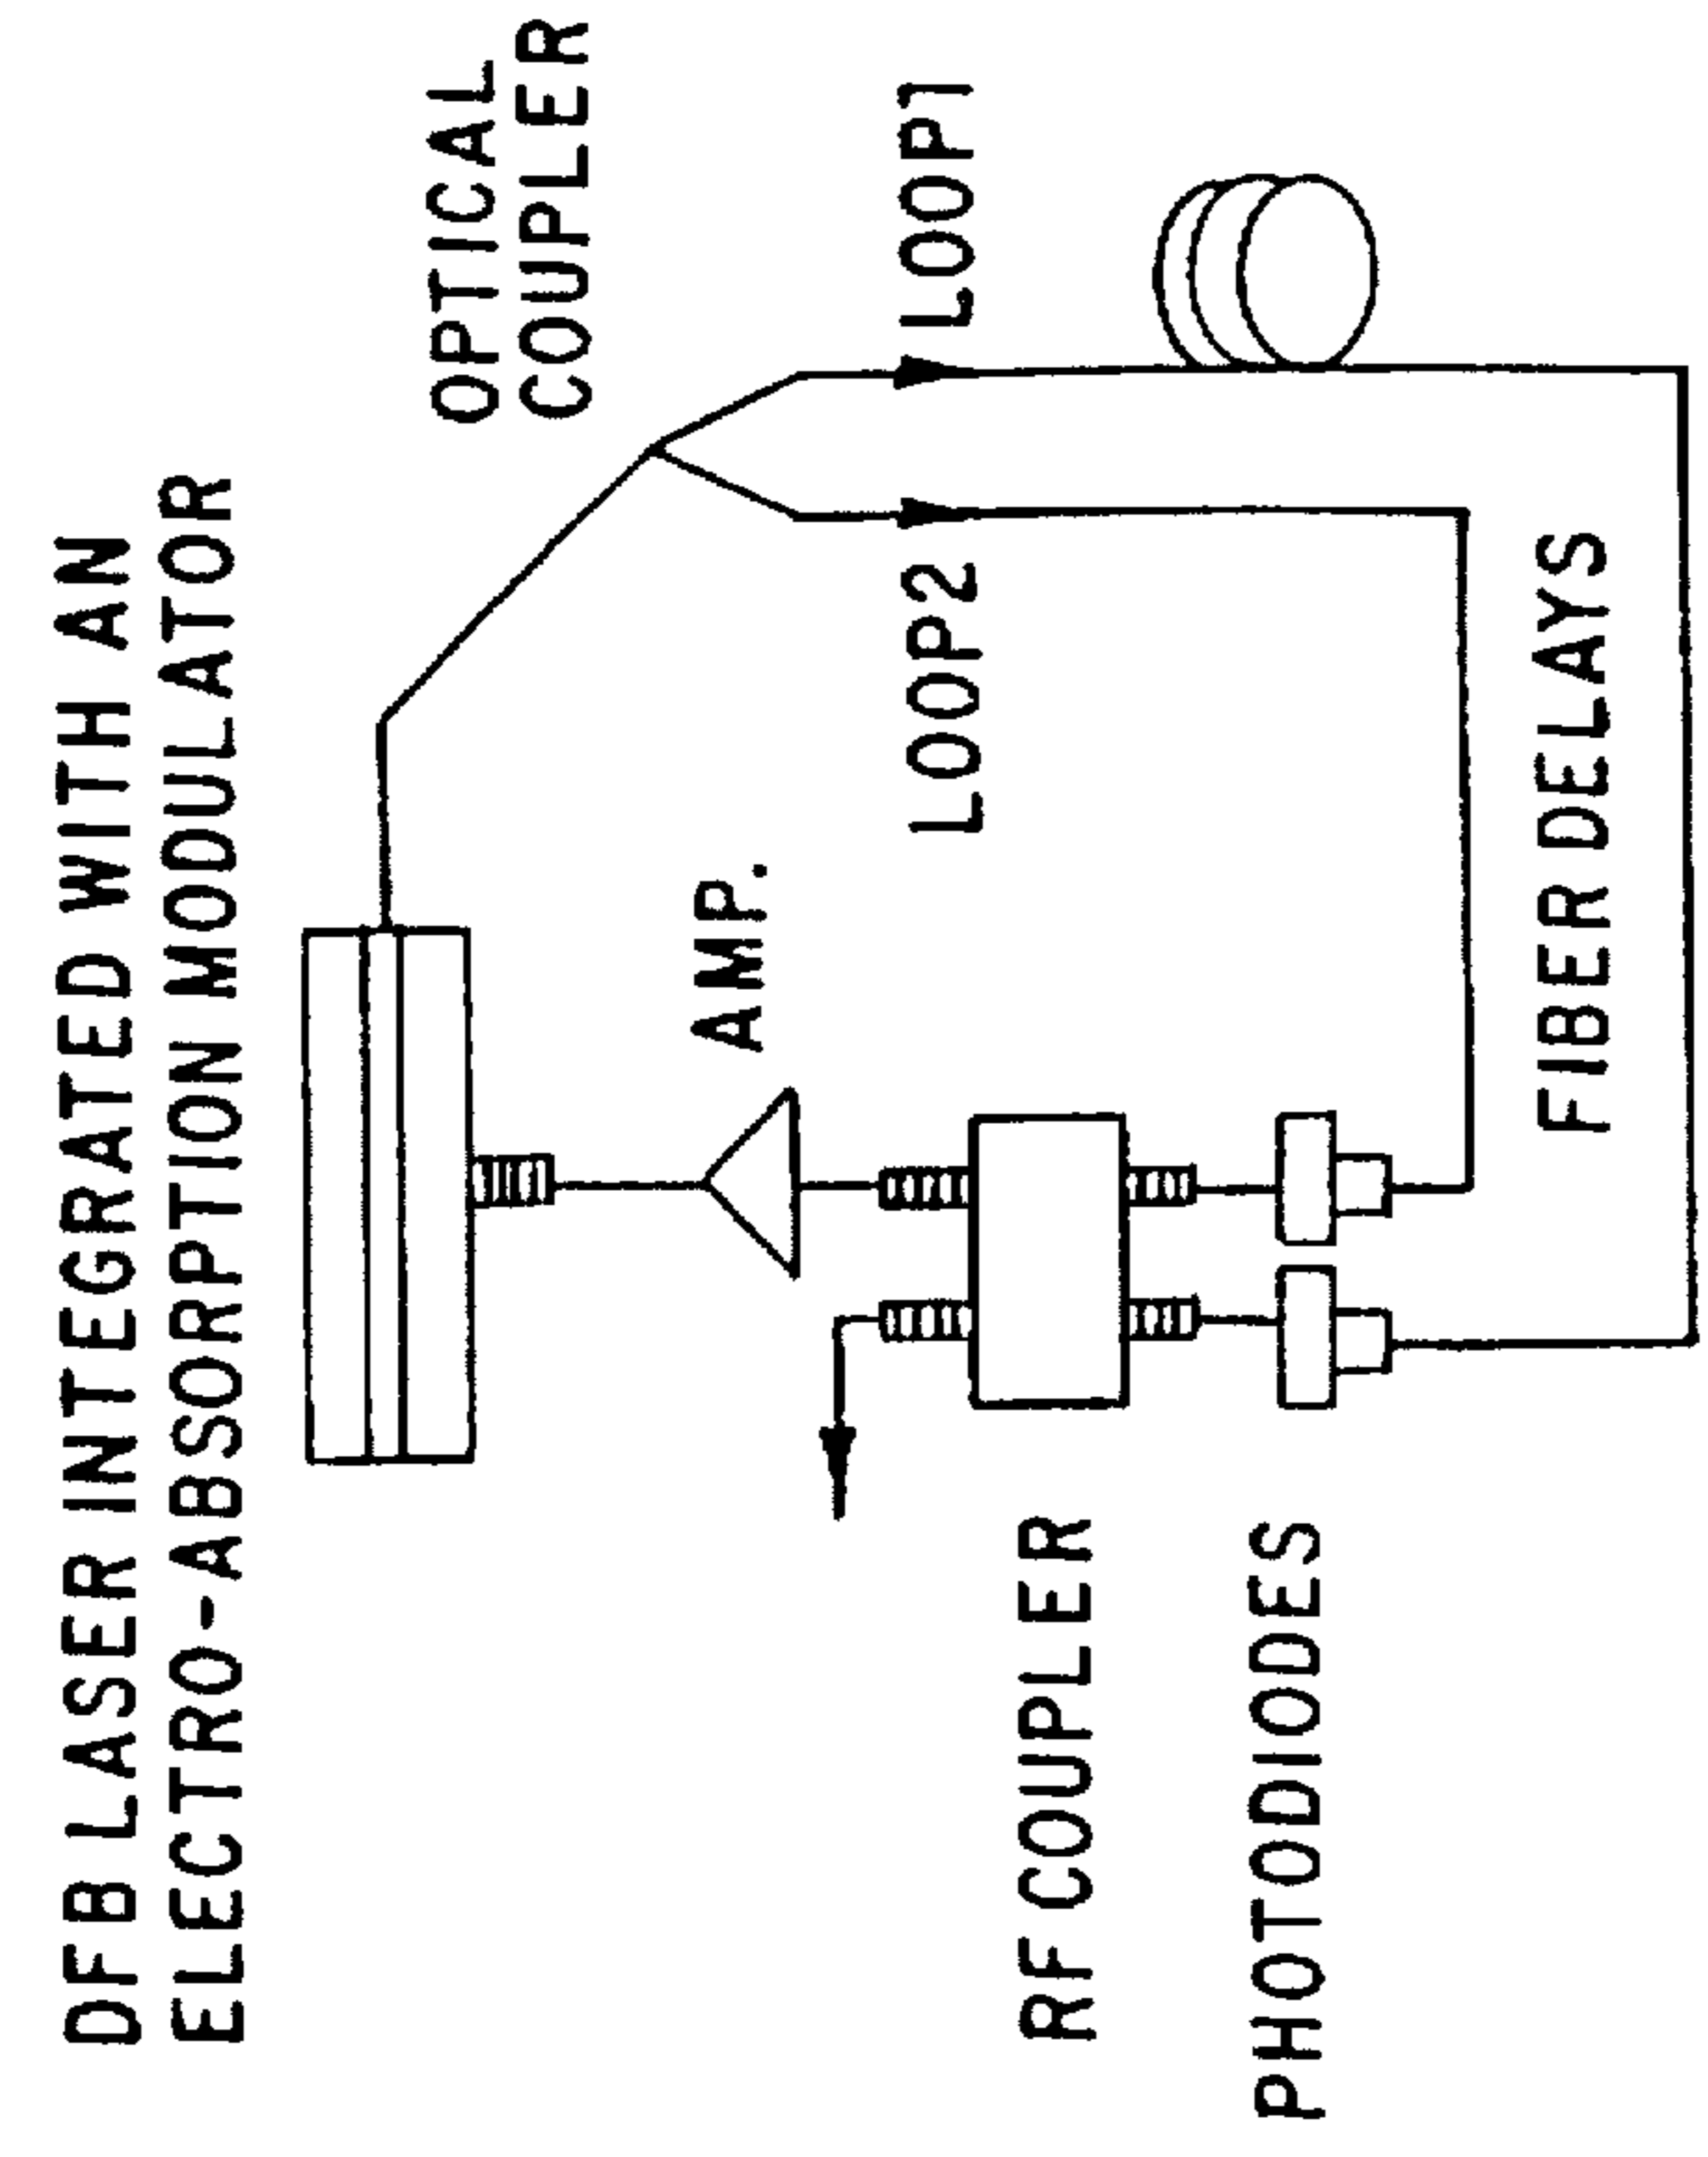 DFB LASER INTEGRATED WITH AN
ELECTRO-ABSORPTION MODULATOR
OPTICAL
COUPLER
AMP.
LOOP1
LOOP2
RF COUPLER
PHOTODIODES
FIBER DELAYS